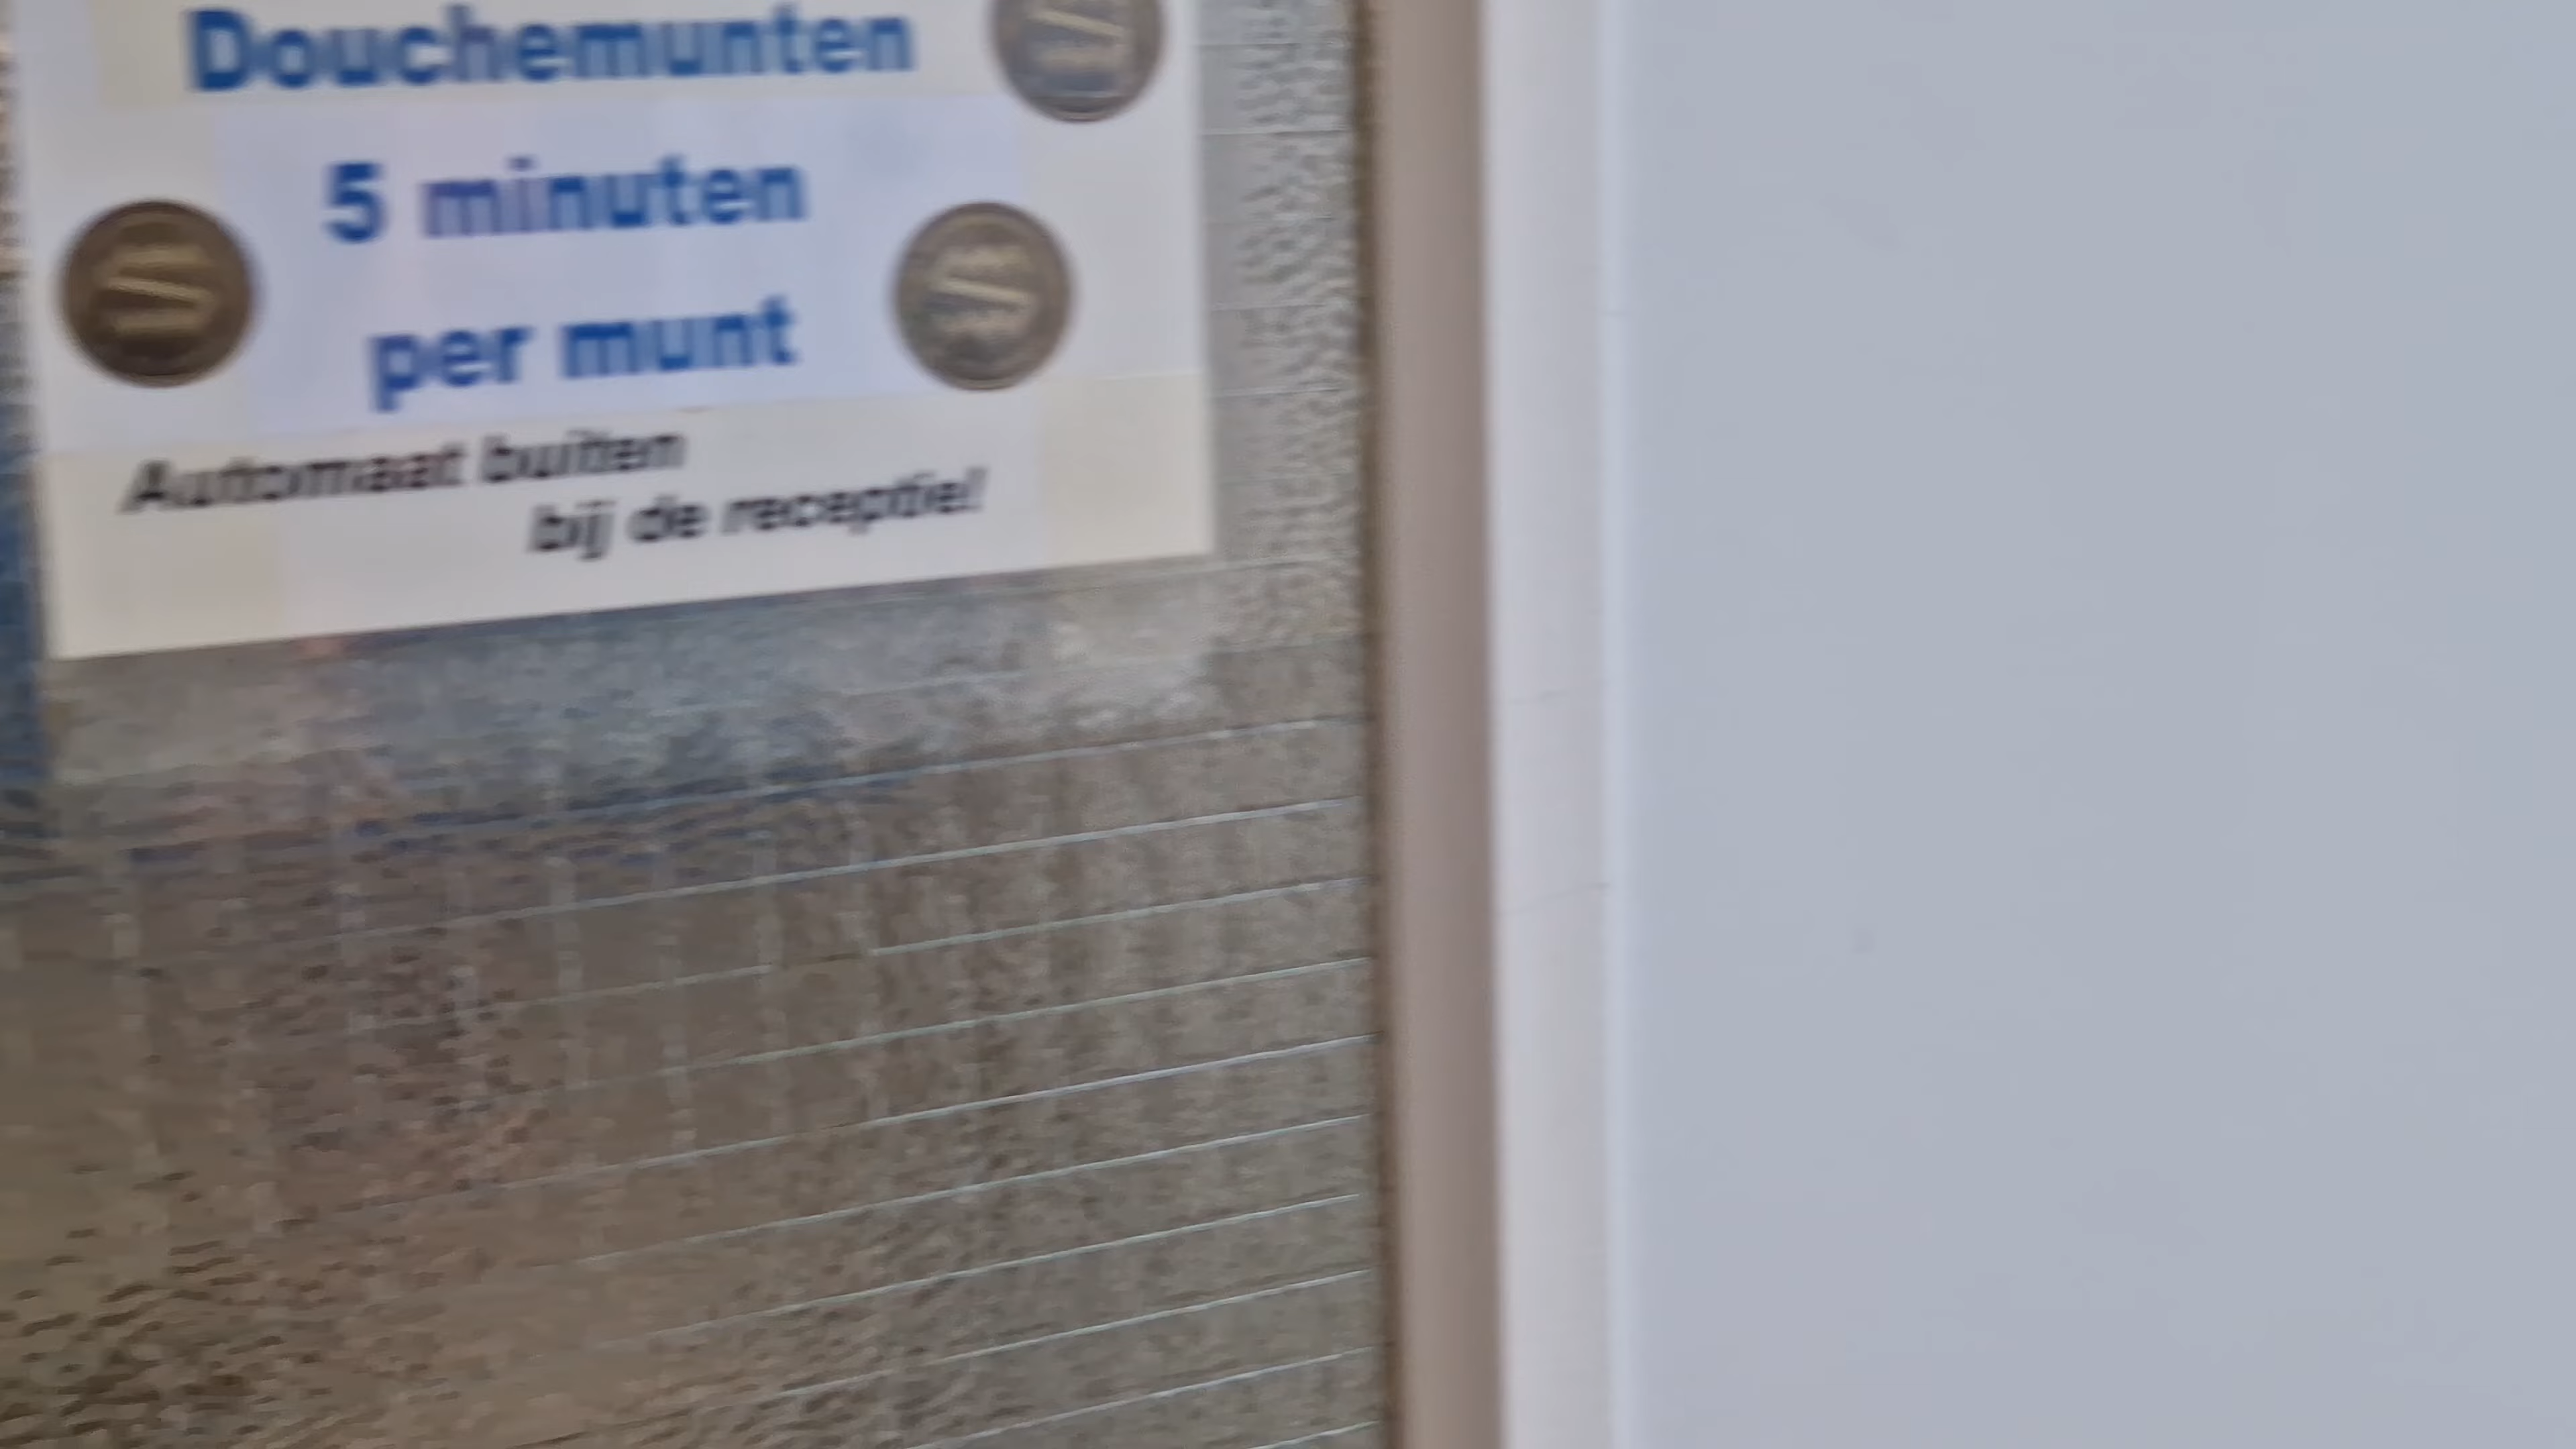 Douchemunten
5 minuten
per munt
Automaat buiten
bij de receptie!